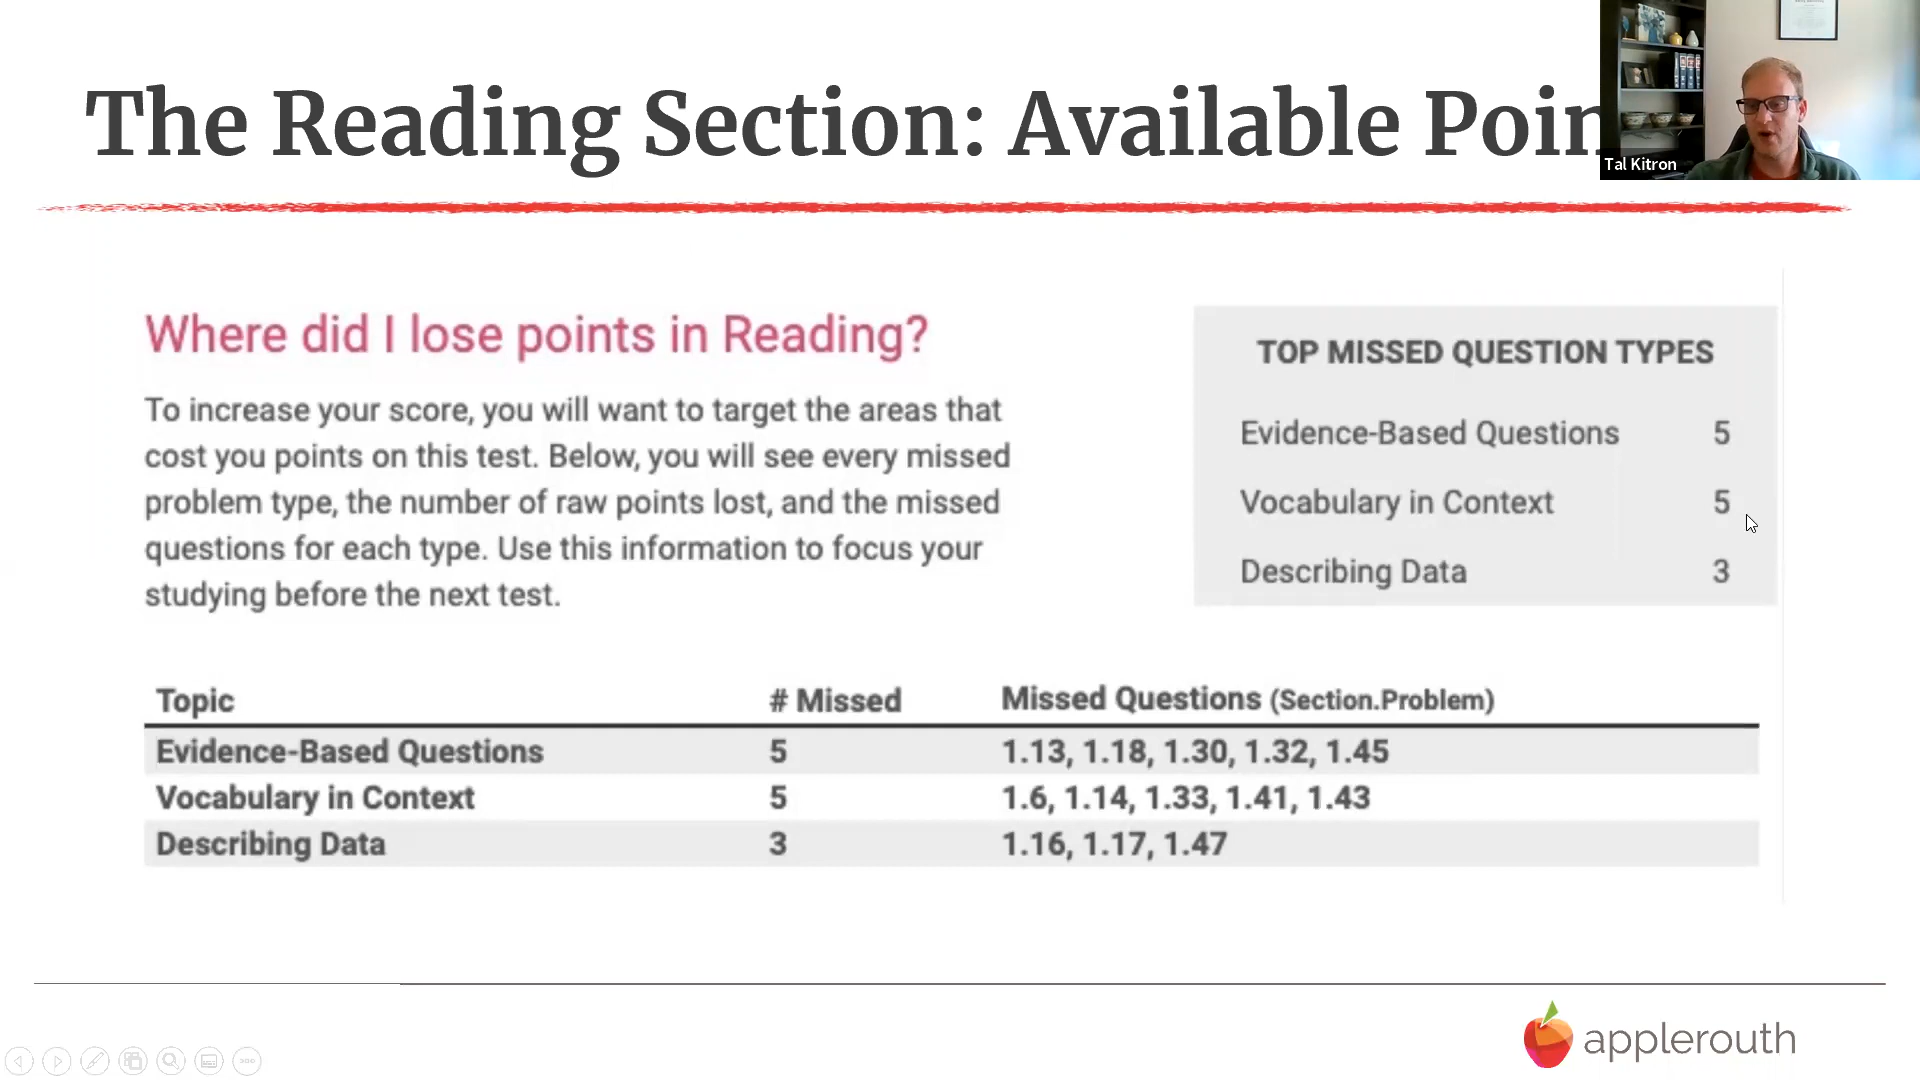 The Reading Section: Available Poin
Tal Kitron
Where did I lose points in Reading?
To increase your score, you will want to target the areas that
cost you points on this test. Below, you will see every missed
problem type, the number of raw points lost, and the missed
questions for each type. Use this information to focus your
studying before the next test.
TOP MISSED QUESTION TYPES
Evidence-Based Questions 5
Vocabulary in Context 5
Describing Data 3
Topic # Missed Missed Questions (Section.Problem)
Evidence-Based Questions 5 1.13, 1.18, 1.30, 1.32, 1.45
Vocabulary in Context 5 1.6, 1.14, 1.33, 1.41, 1.43
Describing Data 3 1.16, 1.17, 1.47
applerouth